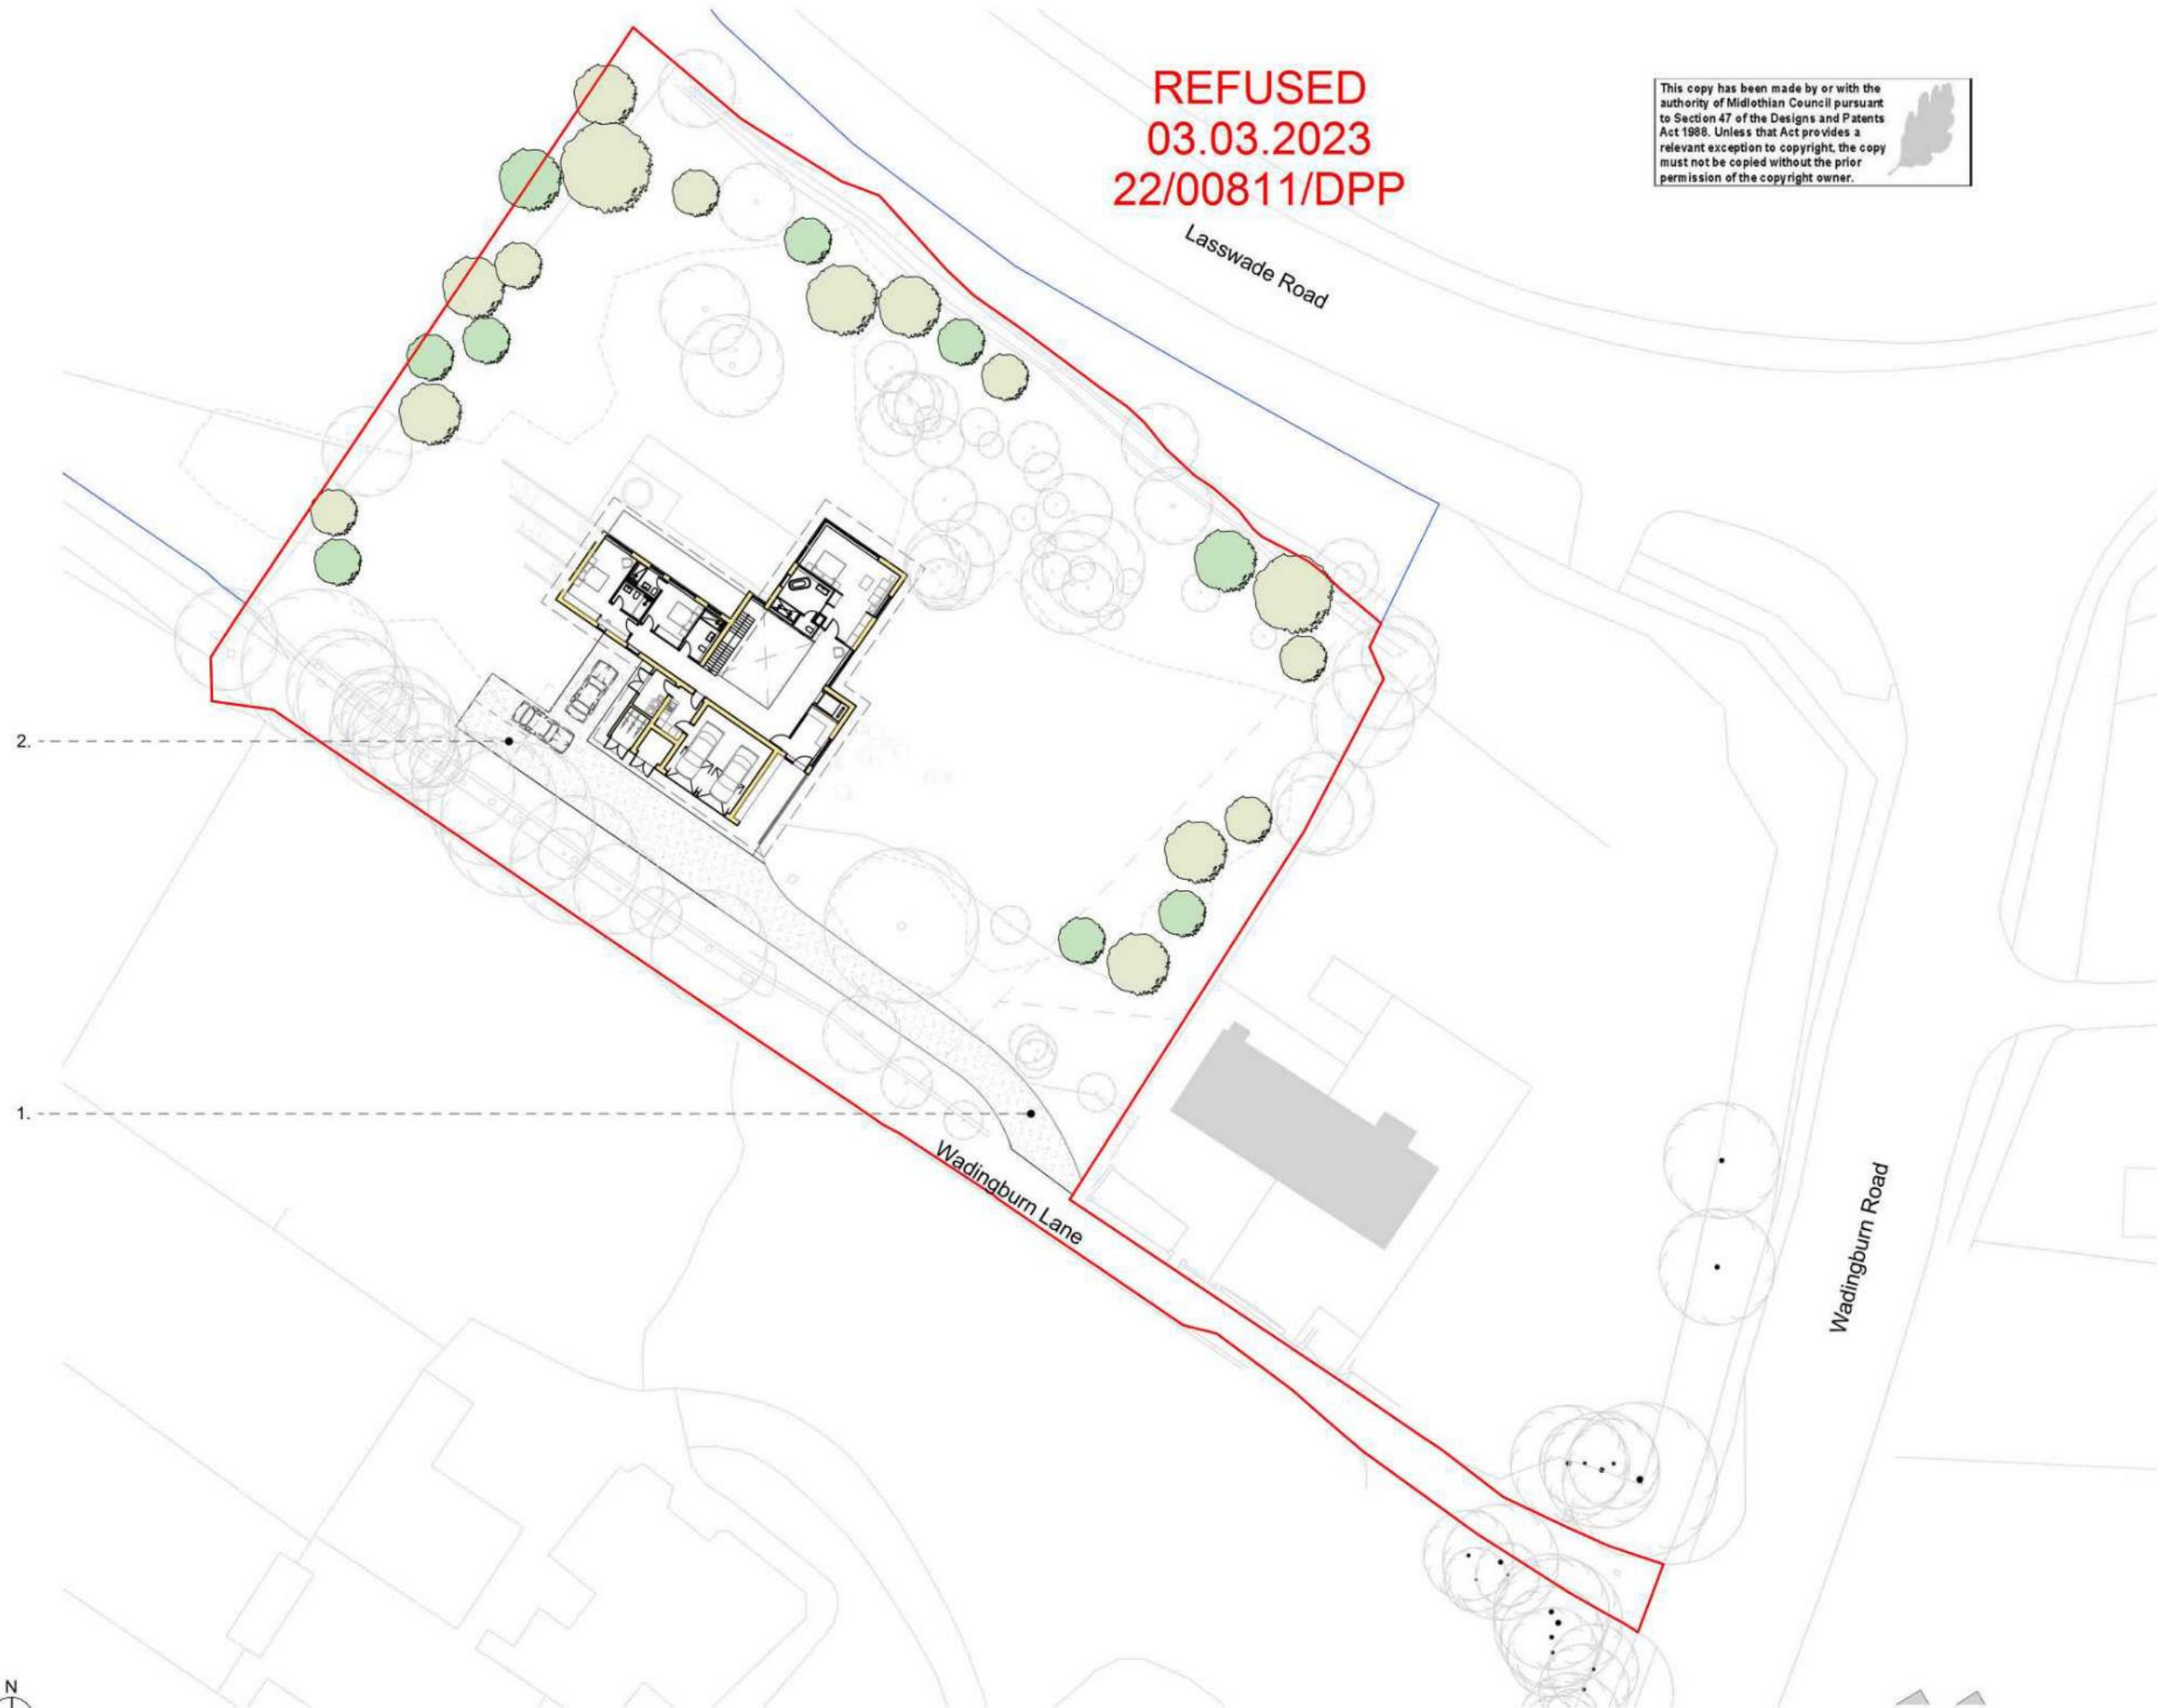 REFUSED
03.03.2023
22/00811/DPP
This copy has been made by or with the
authority of Midlothian Council pursuant
to Section 47 of the Designs and Patents
Act 1988. Unless that Act provides a
relevant exception to copyright, the copy
must not be copied without the prior
permission of the copyright owner.
Lasswade Road
2.
1.
Wadingburn Lane
Wadingburn Road
N